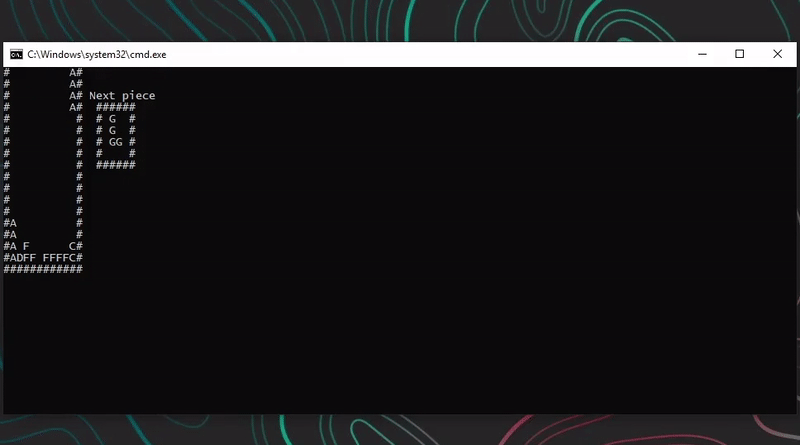 C:\Windows\system32\cmd.exe
#         A#
#         A#
#         A# Next piece
#         A#  ######
#          #  # G  #
#          #  # G  #
#          #  # GG #
#          #  #    #
#          #  ######
#          #
#          #
#          #
#          #
#A         #
#A         #
#A F      C#
#ADFF FFFFC#
############